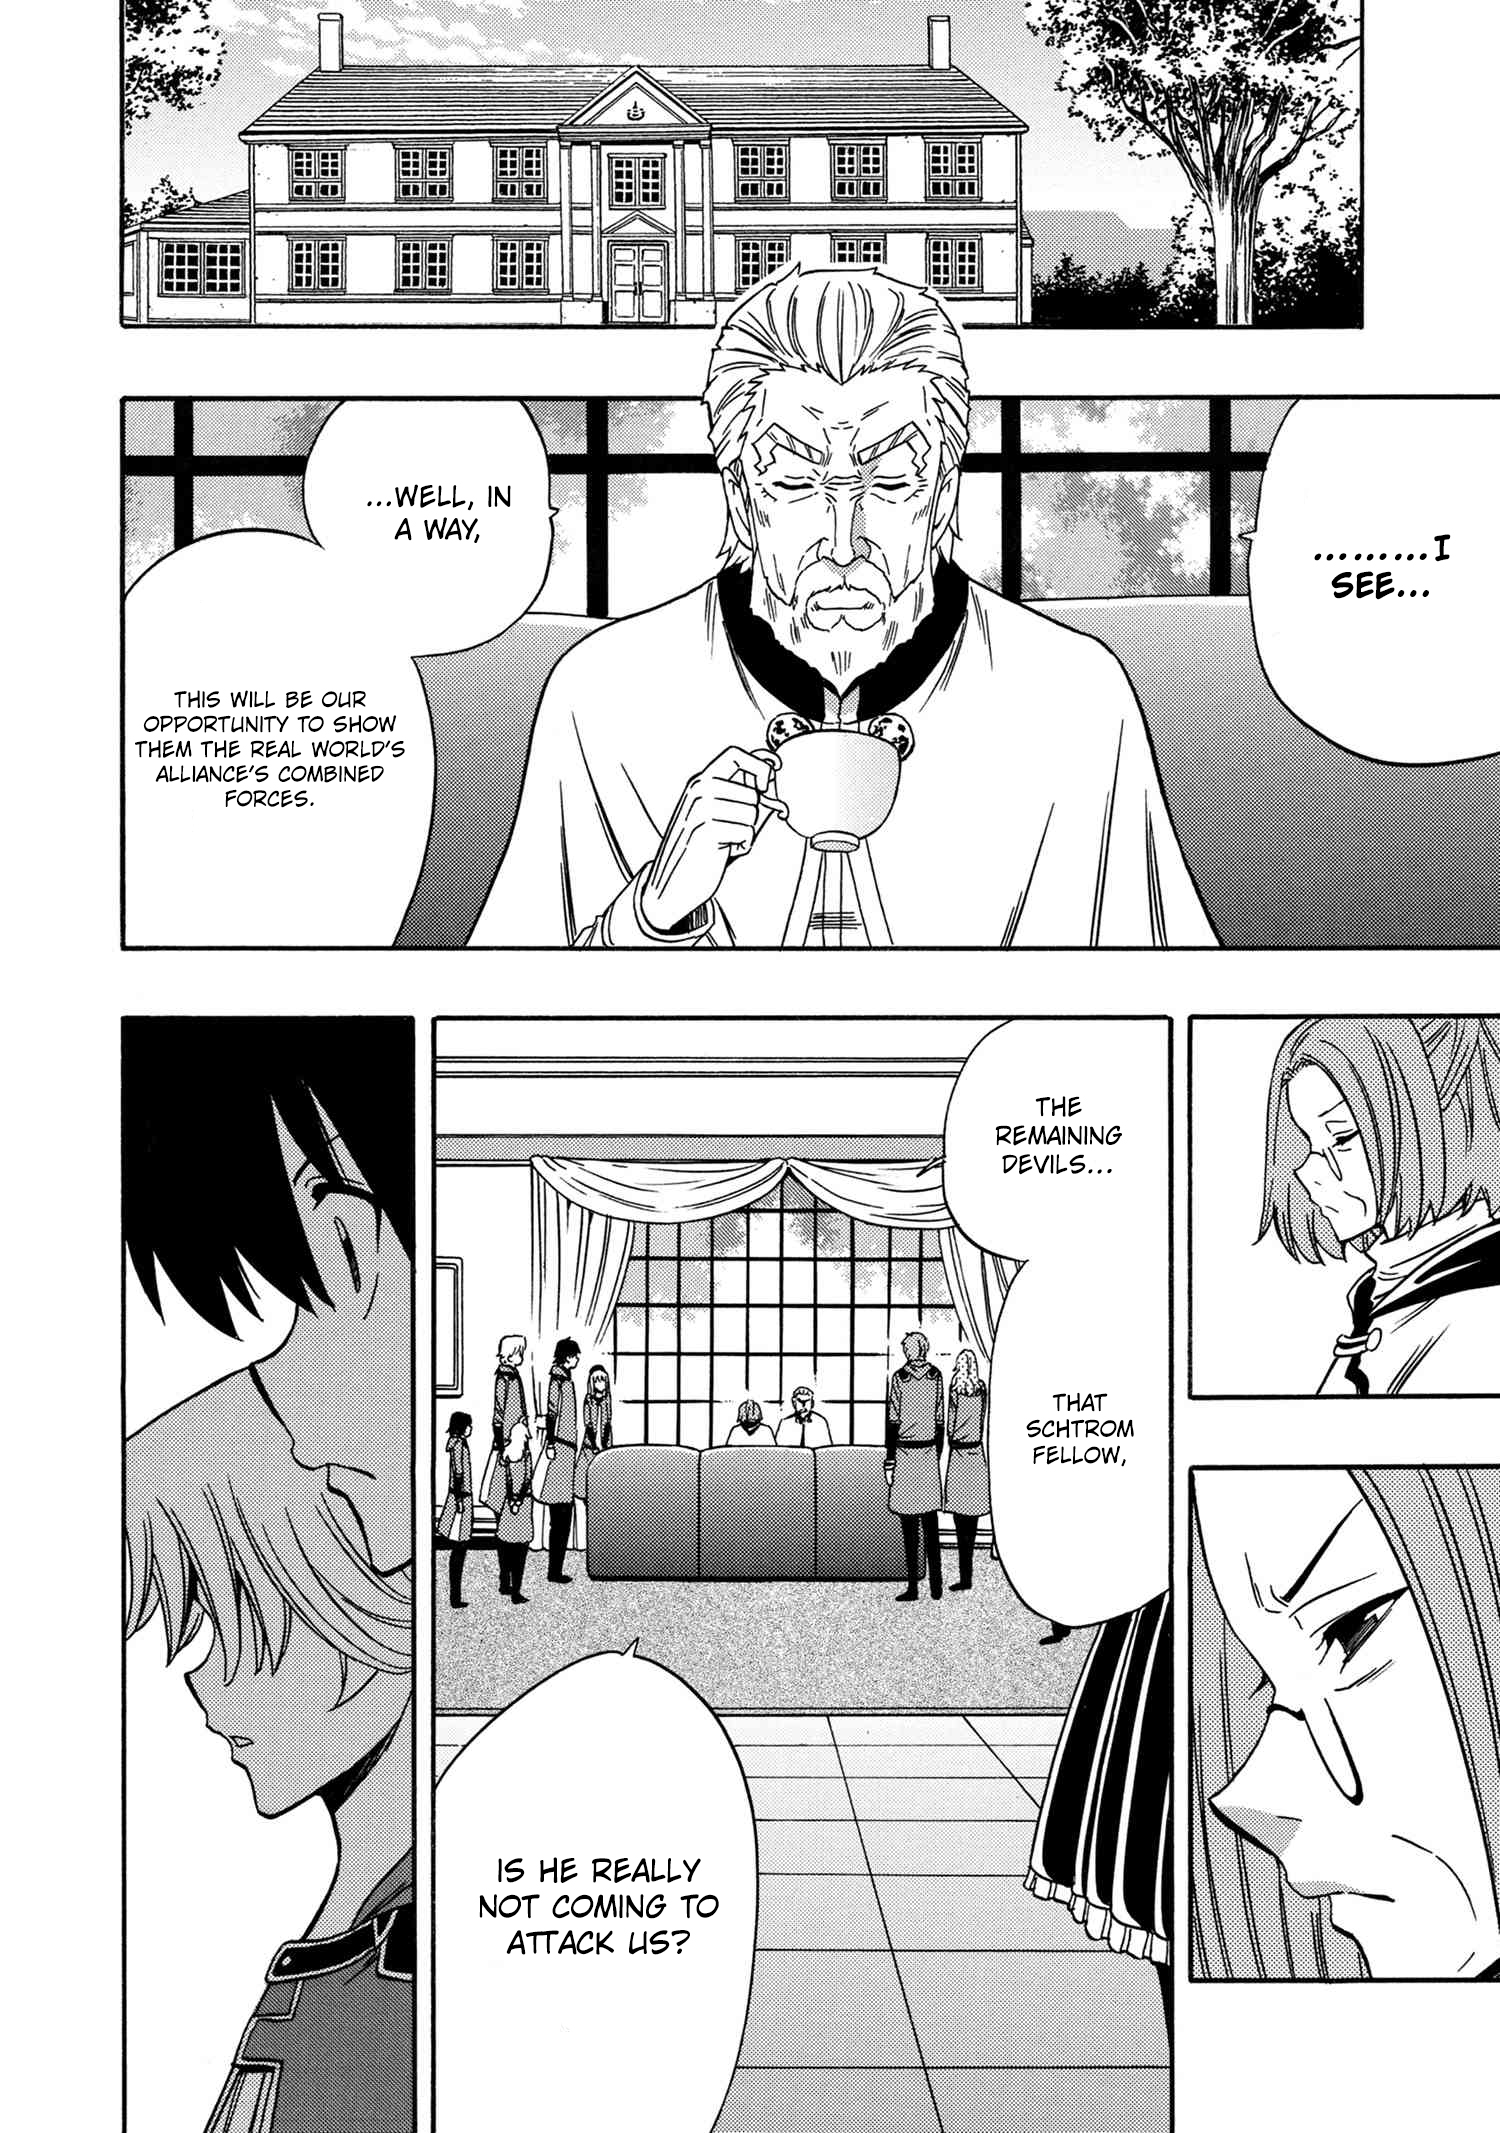 ………I
SEE...
...WELL, IN
A WAY,
THIS WILL BE OUR
OPPORTUNITY TO SHOW
THEM THE REAL WORLD'S
ALLIANCE'S COMBINED
FORCES.
THE
REMAINING
DEVILS...
THAT
SCHTROM
FELLOW,
IS HE REALLY
NOT COMING TO
ATTACK US?